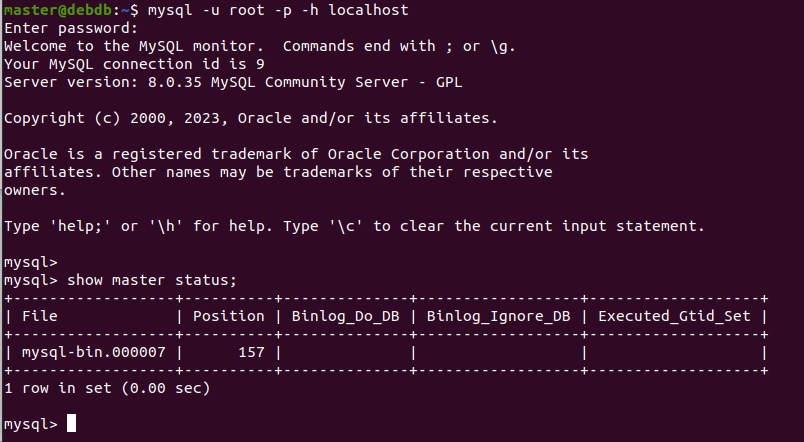 master@debdb:~$ mysql -u root -p -h localhost
Enter password:
Welcome to the MySQL monitor.  Commands end with ; or \g.
Your MySQL connection id is 9
Server version: 8.0.35 MySQL Community Server - GPL
Copyright (c) 2000, 2023, Oracle and/or its affiliates.
Oracle is a registered trademark of Oracle Corporation and/or its
affiliates. Other names may be trademarks of their respective
owners.
Type 'help;' or '\h' for help. Type '\c' to clear the current input statement.
mysql>
mysql> show master status;
+------------------+----------+--------------+------------------+-------------------+
| File             | Position | Binlog_Do_DB | Binlog_Ignore_DB | Executed_Gtid_Set |
+------------------+----------+--------------+------------------+-------------------+
| mysql-bin.000007 |      157 |              |                  |                   |
+------------------+----------+--------------+------------------+-------------------+
1 row in set (0.00 sec)
mysql>